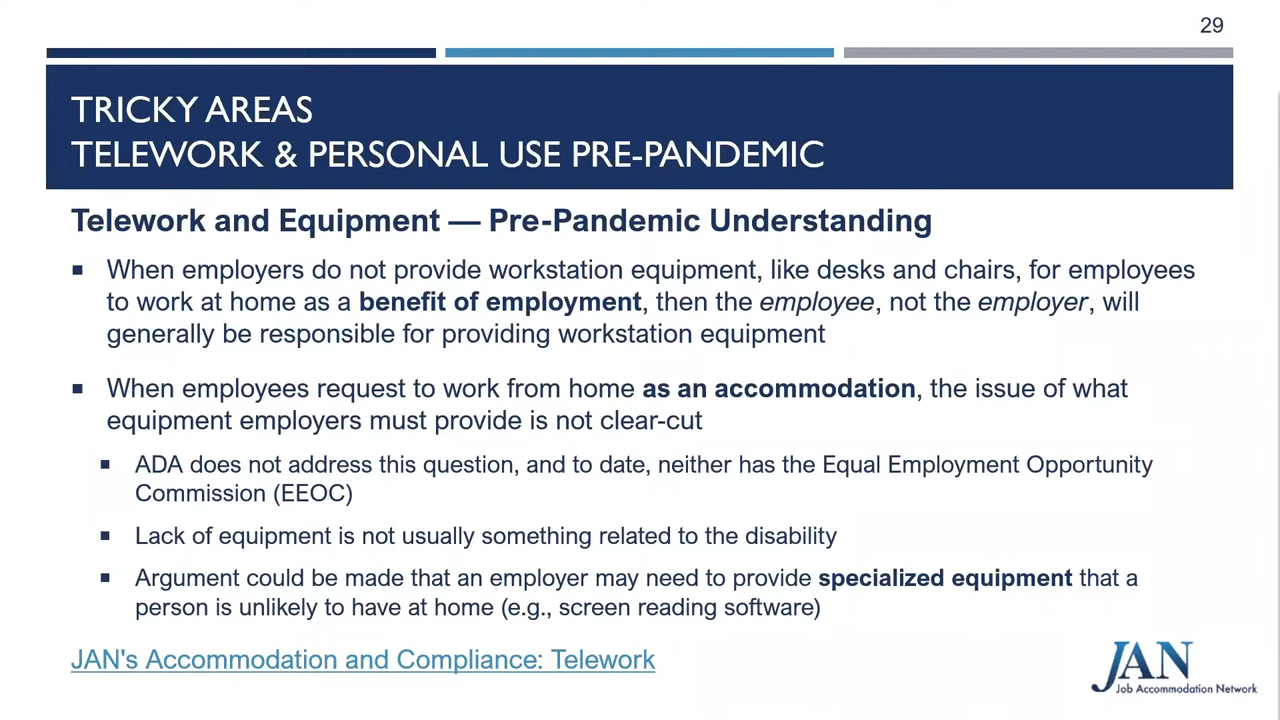 29
TRICKY AREAS
TELEWORK & PERSONAL USE PRE-PANDEMIC
Telework and Equipment — Pre-Pandemic Understanding
▪ When employers do not provide workstation equipment, like desks and chairs, for employees
to work at home as a benefit of employment, then the employee, not the employer, will
generally be responsible for providing workstation equipment
▪ When employees request to work from home as an accommodation, the issue of what
equipment employers must provide is not clear-cut
▪ ADA does not address this question, and to date, neither has the Equal Employment Opportunity
Commission (EEOC)
▪ Lack of equipment is not usually something related to the disability
▪ Argument could be made that an employer may need to provide specialized equipment that a
person is unlikely to have at home (e.g., screen reading software)
JAN's Accommodation and Compliance: Telework
JAN
Job Accommodation Network